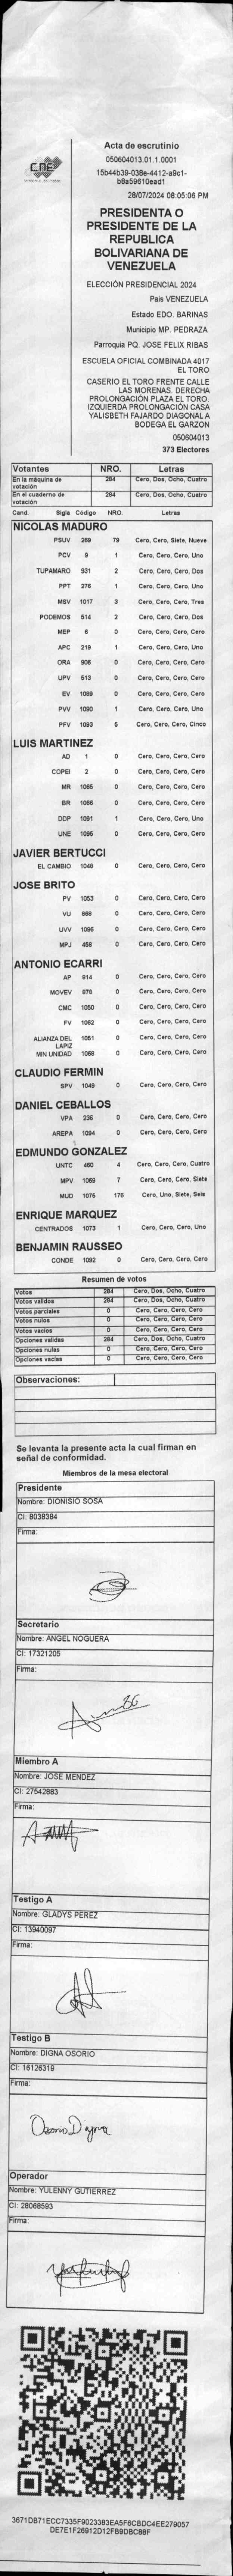 CNE
Acta de escrutinio
050604013.01.1.0001
15b44b39-038e-4412-a9c1-
b8a59610ead1
28/07/2024 08:05:06 PM
PRESIDENTA O
PRESIDENTE DE LA
REPUBLICA
BOLIVARIANA DE
VENEZUELA
ELECCIÓN PRESIDENCIAL 2024
Pais VENEZUELA
Estado EDO. BARINAS
Municipio MP. PEDRAZA
Parroquia PQ. JOSE FELIX RIBAS
ESCUELA OFICIAL COMBINADA 4017
EL TORO
CASERIO EL TORO FRENTE CALLE
LAS MORENAS. DERECHA
PROLONGACIÓN PLAZA EL TORO.
IZQUIERDA PROLONGACIÓN CASA
YALISBETH FAJARDO DIAGONAL A
BODEGA EL GARZON
050604013
373 Electores
Votantes NRO. Letras
En la máquina de votación 284 Cero, Dos, Ocho, Cuatro
En el cuaderno de votación 284 Cero, Dos, Ocho, Cuatro
Cand. Sigla Código NRO. Letras
NICOLAS MADURO
PSUV 269 79 Cero, Cero, Siete, Nueve
PCV 9 1 Cero, Cero, Cero, Uno
TUPAMARO 931 2 Cero, Cero, Cero, Dos
PPT 276 1 Cero, Cero, Cero, Uno
MSV 1017 3 Cero, Cero, Cero, Tres
PODEMOS 514 2 Cero, Cero, Cero, Dos
MEP 6 0 Cero, Cero, Cero, Cero
APC 219 1 Cero, Cero, Cero, Uno
ORA 906 0 Cero, Cero, Cero, Cero
UPV 513 0 Cero, Cero, Cero, Cero
EV 1089 0 Cero, Cero, Cero, Cero
PVV 1090 1 Cero, Cero, Cero, Uno
PFV 1093 5 Cero, Cero, Cero, Cinco
LUIS MARTINEZ
AD 1 0 Cero, Cero, Cero, Cero
COPEI 2 0 Cero, Cero, Cero, Cero
MR 1065 0 Cero, Cero, Cero, Cero
BR 1066 0 Cero, Cero, Cero, Cero
DDP 1091 1 Cero, Cero, Cero, Uno
UNE 1095 0 Cero, Cero, Cero, Cero
JAVIER BERTUCCI
EL CAMBIO 1048 0 Cero, Cero, Cero, Cero
JOSE BRITO
PV 1053 0 Cero, Cero, Cero, Cero
VU 868 0 Cero, Cero, Cero, Cero
UVV 1096 0 Cero, Cero, Cero, Cero
MPJ 458 0 Cero, Cero, Cero, Cero
ANTONIO ECARRI
AP 814 0 Cero, Cero, Cero, Cero
MOVEV 878 0 Cero, Cero, Cero, Cero
CMC 1050 0 Cero, Cero, Cero, Cero
FV 1062 0 Cero, Cero, Cero, Cero
ALIANZA DEL LAPIZ 1051 0 Cero, Cero, Cero, Cero
MIN UNIDAD 1068 0 Cero, Cero, Cero, Cero
CLAUDIO FERMIN
SPV 1049 0 Cero, Cero, Cero, Cero
DANIEL CEBALLOS
VPA 236 0 Cero, Cero, Cero, Cero
AREPA 1094 0 Cero, Cero, Cero, Cero
EDMUNDO GONZALEZ
UNTC 460 4 Cero, Cero, Cero, Cuatro
MPV 1069 7 Cero, Cero, Cero, Siete
MUD 1075 176 Cero, Uno, Siete, Seis
ENRIQUE MARQUEZ
CENTRADOS 1073 1 Cero, Cero, Cero, Uno
BENJAMIN RAUSSEO
CONDE 1092 0 Cero, Cero, Cero, Cero
Resumen de votos
Votos 284 Cero, Dos, Ocho, Cuatro
Votos validos 284 Cero, Dos, Ocho, Cuatro
Votos parciales 0 Cero, Cero, Cero, Cero
Votos nulos 0 Cero, Cero, Cero, Cero
Votos vacios 0 Cero, Cero, Cero, Cero
Opciones validas 284 Cero, Dos, Ocho, Cuatro
Opciones nulas 0 Cero, Cero, Cero, Cero
Opciones vacias 0 Cero, Cero, Cero, Cero
Observaciones:
Se levanta la presente acta la cual firman en
señal de conformidad.
Miembros de la mesa electoral
Presidente
Nombre: DIONISIO SOSA
CI: 8038384
Firma:
Secretario
Nombre: ANGEL NOGUERA
CI: 17321205
Firma:
Miembro A
Nombre: JOSE MENDEZ
CI: 27542883
Firma:
Testigo A
Nombre: GLADYS PEREZ
CI: 13940097
Firma:
Testigo B
Nombre: DIGNA OSORIO
CI: 16126319
Firma:
Osorio Digna
Operador
Nombre: YULENNY GUTIERREZ
CI: 28068593
Firma:
3671DB71ECC7335F9023383EA5F6CBDC4EE279057
DE7E1F26912D12FB9DBC88F